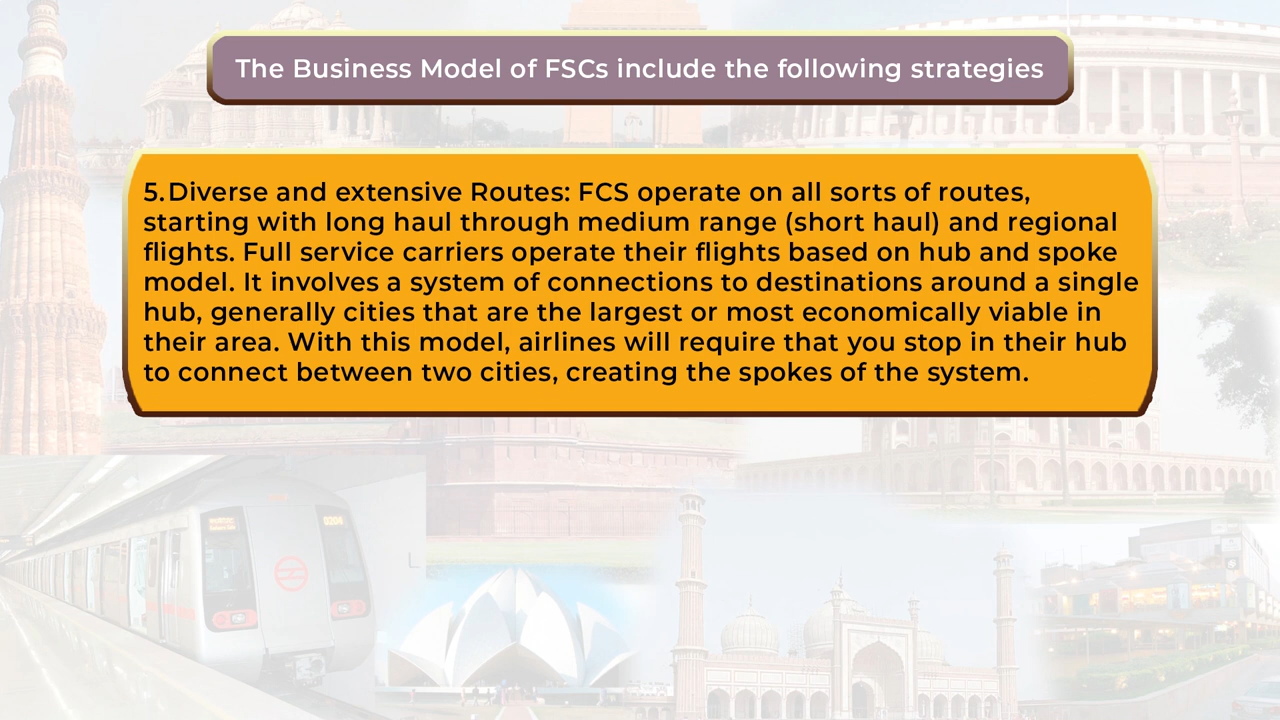 The Business Model of FSCs include the following strategies
5.Diverse and extensive Routes: FCS operate on all sorts of routes,
starting with long haul through medium range (short haul) and regional
flights. Full service carriers operate their flights based on hub and spoke
model. It involves a system of connections to destinations around a single
hub, generally cities that are the largest or most economically viable in
their area. With this model, airlines will require that you stop in their hub
to connect between two cities, creating the spokes of the system.